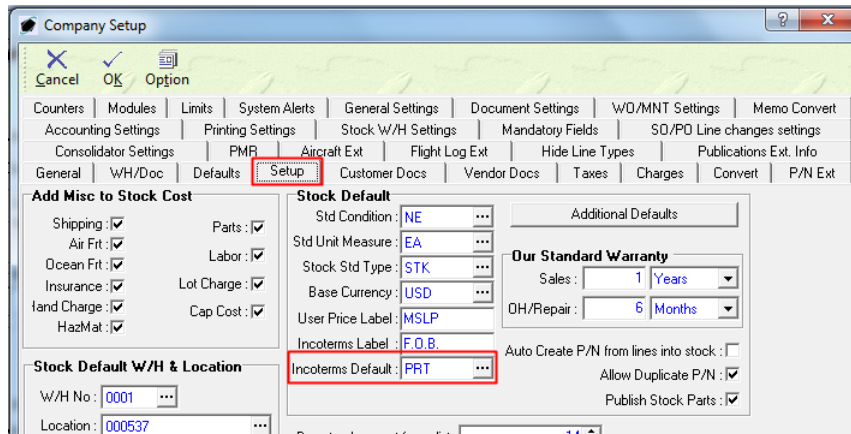 Company Setup
Cancel OK Option
Counters Modules Limits System Alerts General Settings Document Settings WO/MNT Settings Memo Convert
Accounting Settings Printing Settings Stock W/H Settings Mandatory Fields SO/PO Line changes settings
Consolidator Settings PMR Aircraft Ext Flight Log Ext Hide Line Types Publications Ext. Info
General WH/Doc Defaults Setup Customer Docs Vendor Docs Taxes Charges Convert P/N Ext
Add Misc to Stock Cost
Shipping : Parts :
Air Frt :
Ocean Frt : Labor :
Insurance : Lot Charge :
Hand Charge : Cap Cost :
HazMat :
Stock Default W/H & Location
W/H No : 0001 ...
Location : 000537 ...
Stock Default
Std Condition : NE ...
Std Unit Measure : EA ...
Stock Std Type : STK ...
Base Currency : USD ...
User Price Label : MSLP
Incoterms Label : F.O.B.
Incoterms Default : PRT ...
Additional Defaults
Our Standard Warranty
Sales : 1 Years
OH/Repair : 6 Months
Auto Create P/N from lines into stock :
Allow Duplicate P/N :
Publish Stock Parts :